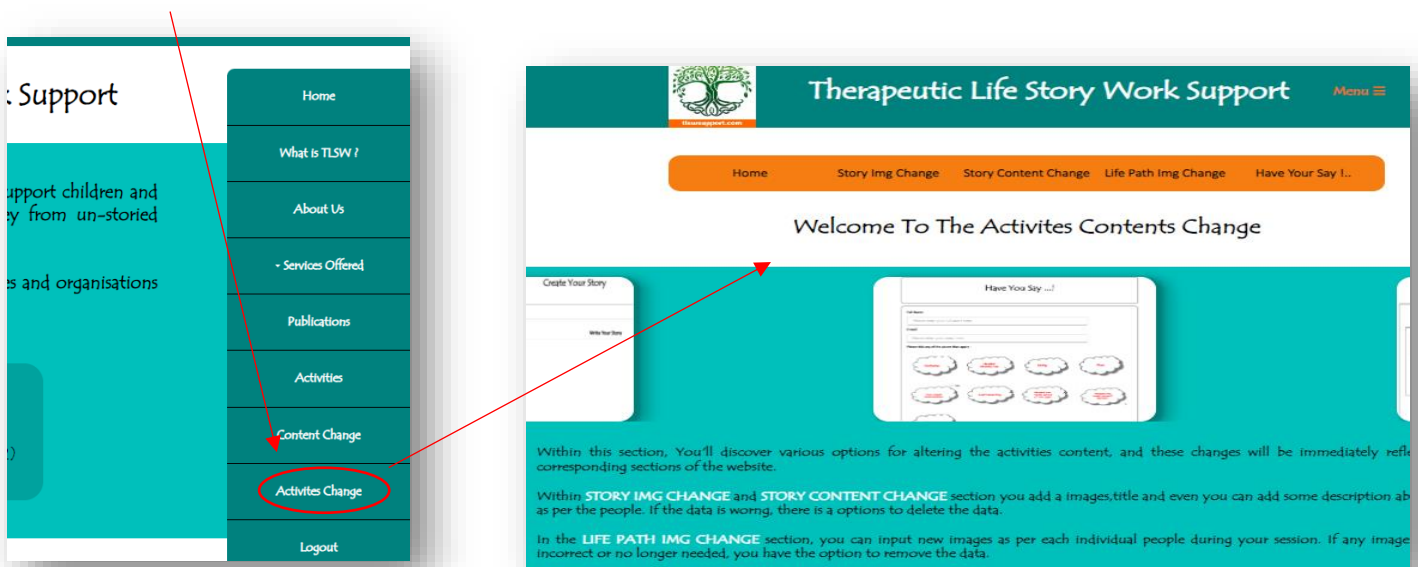 : Support
Home
What is TLSW ?
About Us
- Services Offered
Publications
Activities
Content Change
Activites Change
Logout
upport children and
ey from un-storied
es and organisations
tlswsupport.com
Therapeutic Life Story Work Support
Menu ☰
Home Story Img Change Story Content Change Life Path Img Change Have Your Say !..
Welcome To The Activites Contents Change
Create Your Story
Write Your Story
Have You Say ...!
Within this section, You'll discover various options for altering the activities content, and these changes will be immediately refle
corresponding sections of the website.
Within STORY IMG CHANGE and STORY CONTENT CHANGE section you add a images,title and even you can add some description ab
as per the people. If the data is worng, there is a options to delete the data.
In the LIFE PATH IMG CHANGE section, you can input new images as per each individual people during your session. If any image
incorrect or no longer needed, you have the option to remove the data.